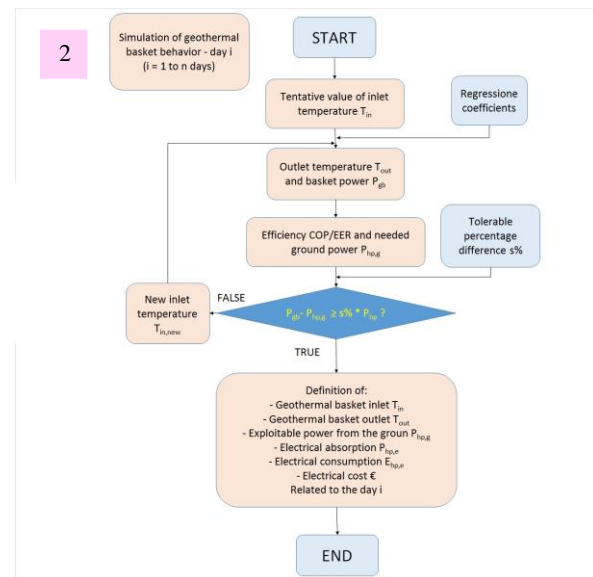 2
Simulation of geothermal
basket behavior - day i
(i = 1 to n days)
START
Tentative value of inlet
temperature Tin
Regressione
coefficients
Outlet temperature Tout
and basket power Pgb
Efficiency COP/EER and needed
ground power Php,g
Tolerable
percentage
difference s%
New inlet
temperature
Tin,new
FALSE
Pgb- Php,g ≥ s% * Php ?
TRUE
Definition of:
- Geothermal basket inlet Tin
- Geothermal basket outlet Tout
- Exploitable power from the groun Php,g
- Electrical absorption Php,e
- Electrical consumption Ehp,e
- Electrical cost €
Related to the day i
END